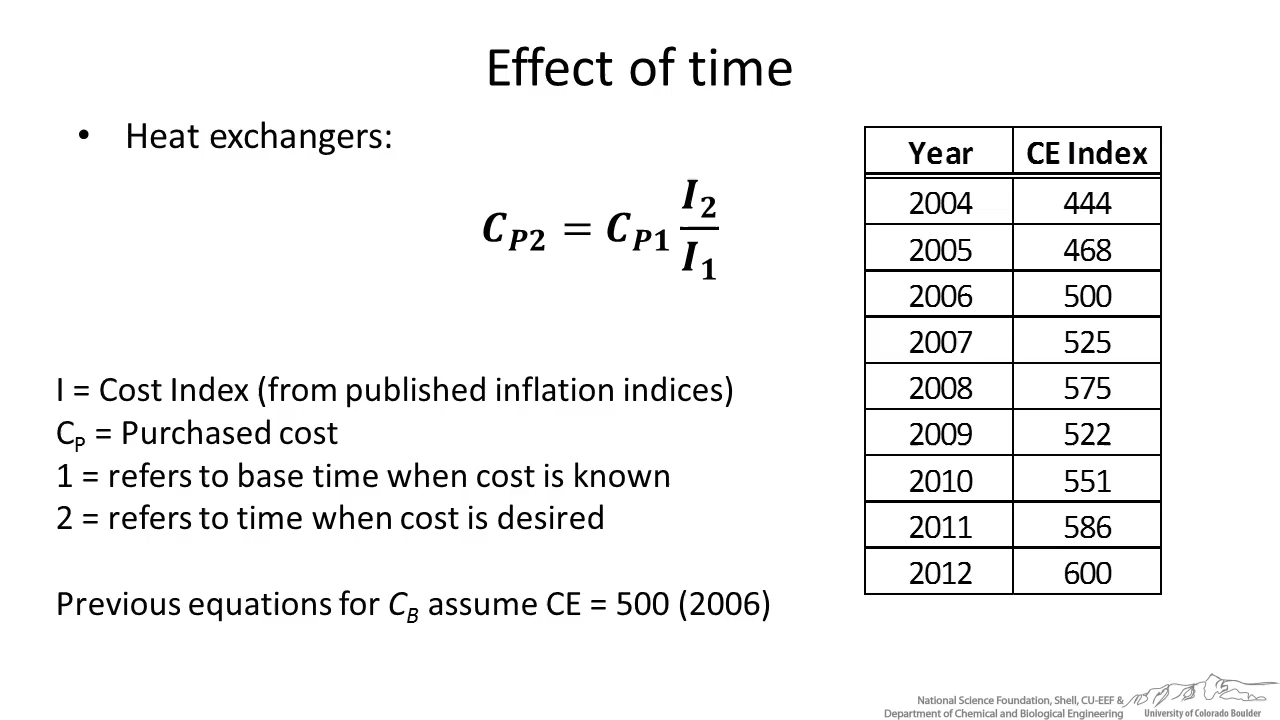 Effect of time
• Heat exchangers:
C_P2 = C_P1 I_2/I_1
I = Cost Index (from published inflation indices)
C_P = Purchased cost
1 = refers to base time when cost is known
2 = refers to time when cost is desired
Previous equations for C_B assume CE = 500 (2006)
Year CE Index
2004 444
2005 468
2006 500
2007 525
2008 575
2009 522
2010 551
2011 586
2012 600
National Science Foundation, Shell, CU-EEF &
Department of Chemical and Biological Engineering
University of Colorado Boulder